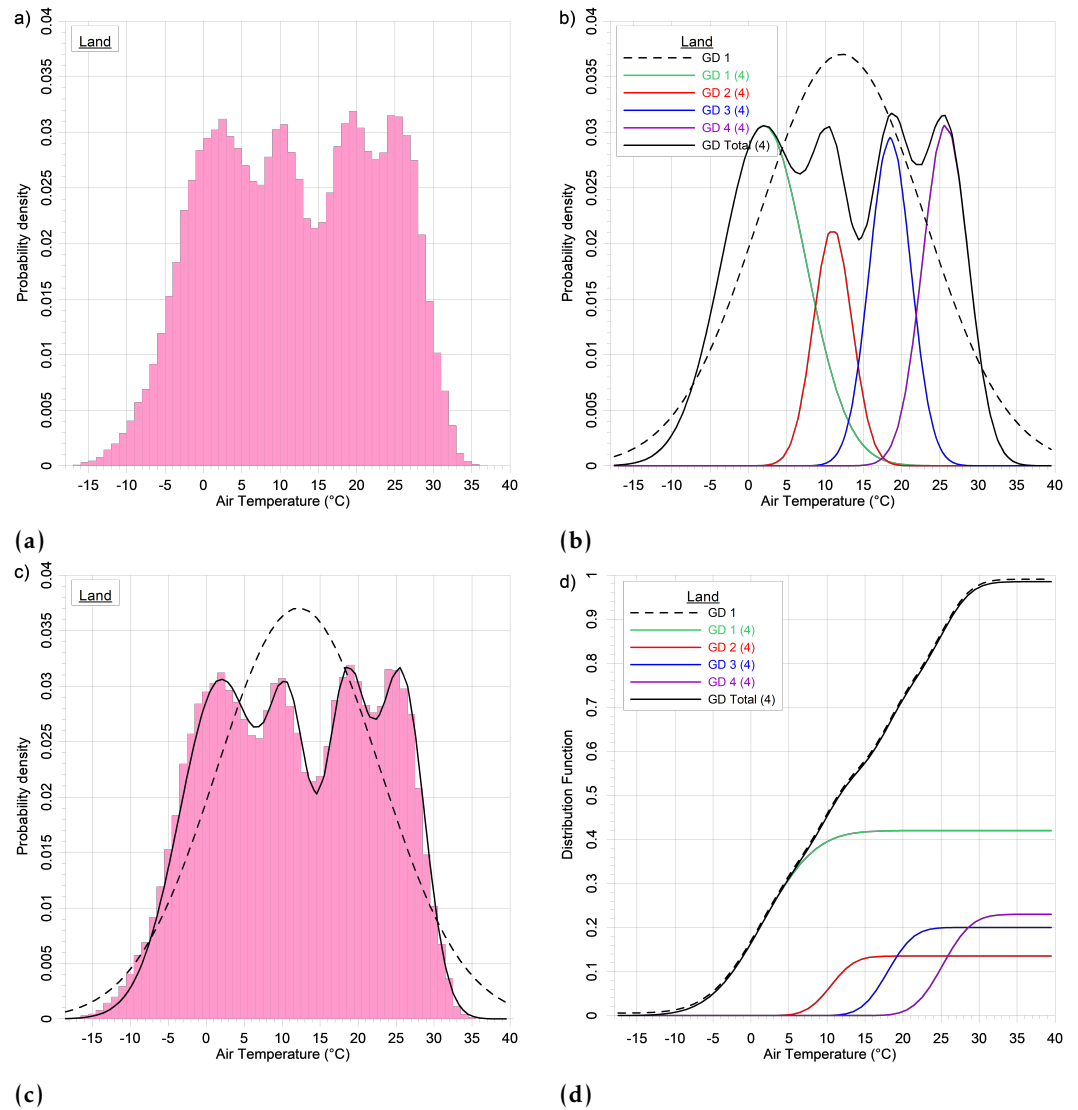 a)
Land
Probability density
0.04
0.035
0.03
0.025
0.02
0.015
0.01
0.005
0
-15 -10 -5 0 5 10 15 20 25 30 35 40
Air Temperature (°C)
(a)
b)
Land
GD 1
GD 1 (4)
GD 2 (4)
GD 3 (4)
GD 4 (4)
GD Total (4)
Probability density
0.04
0.035
0.03
0.025
0.02
0.015
0.01
0.005
0
-15 -10 -5 0 5 10 15 20 25 30 35 40
Air Temperature (°C)
(b)
c)
Land
Probability density
0.04
0.035
0.03
0.025
0.02
0.015
0.01
0.005
0
-15 -10 -5 0 5 10 15 20 25 30 35 40
Air Temperature (°C)
(c)
d)
Land
GD 1
GD 1 (4)
GD 2 (4)
GD 3 (4)
GD 4 (4)
GD Total (4)
Distribution Function
1
0.9
0.8
0.7
0.6
0.5
0.4
0.3
0.2
0.1
0
-15 -10 -5 0 5 10 15 20 25 30 35 40
Air Temperature (°C)
(d)